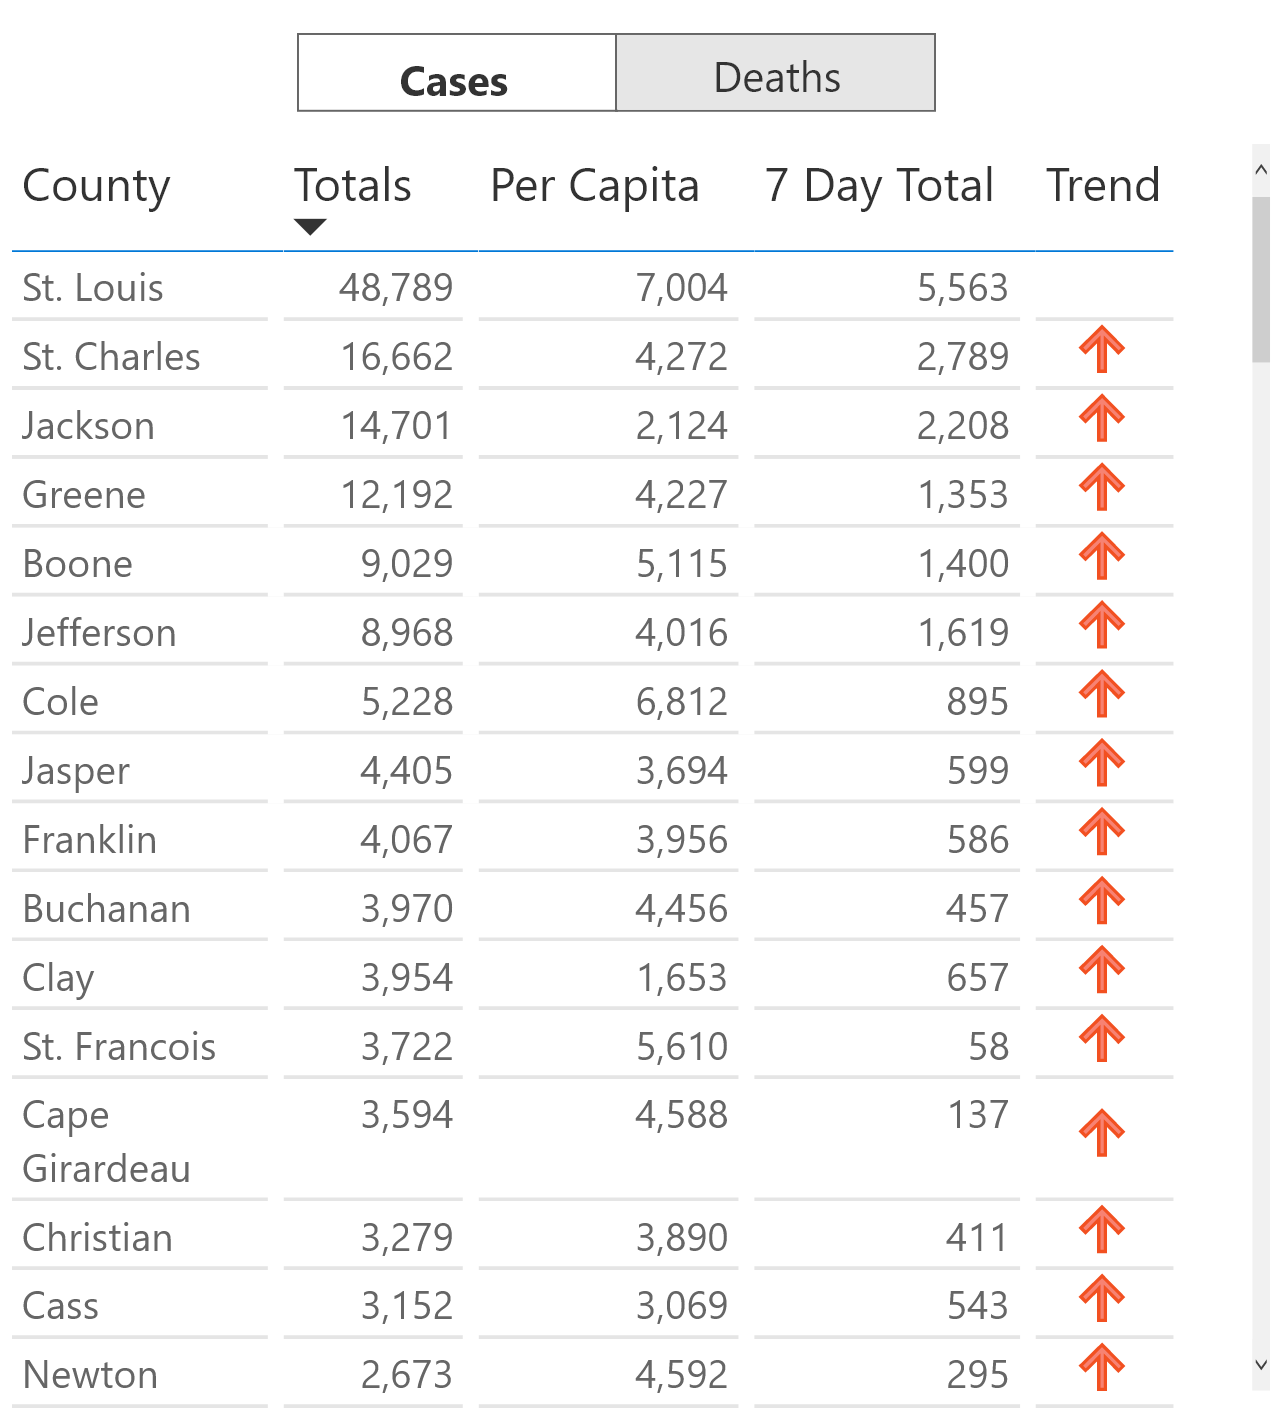 Cases Deaths
County Totals Per Capita 7 Day Total Trend
St. Louis 48,789 7,004 5,563
St. Charles 16,662 4,272 2,789
Jackson 14,701 2,124 2,208
Greene 12,192 4,227 1,353
Boone 9,029 5,115 1,400
Jefferson 8,968 4,016 1,619
Cole 5,228 6,812 895
Jasper 4,405 3,694 599
Franklin 4,067 3,956 586
Buchanan 3,970 4,456 457
Clay 3,954 1,653 657
St. Francois 3,722 5,610 58
Cape 3,594 4,588 137
Girardeau
Christian 3,279 3,890 411
Cass 3,152 3,069 543
Newton 2,673 4,592 295